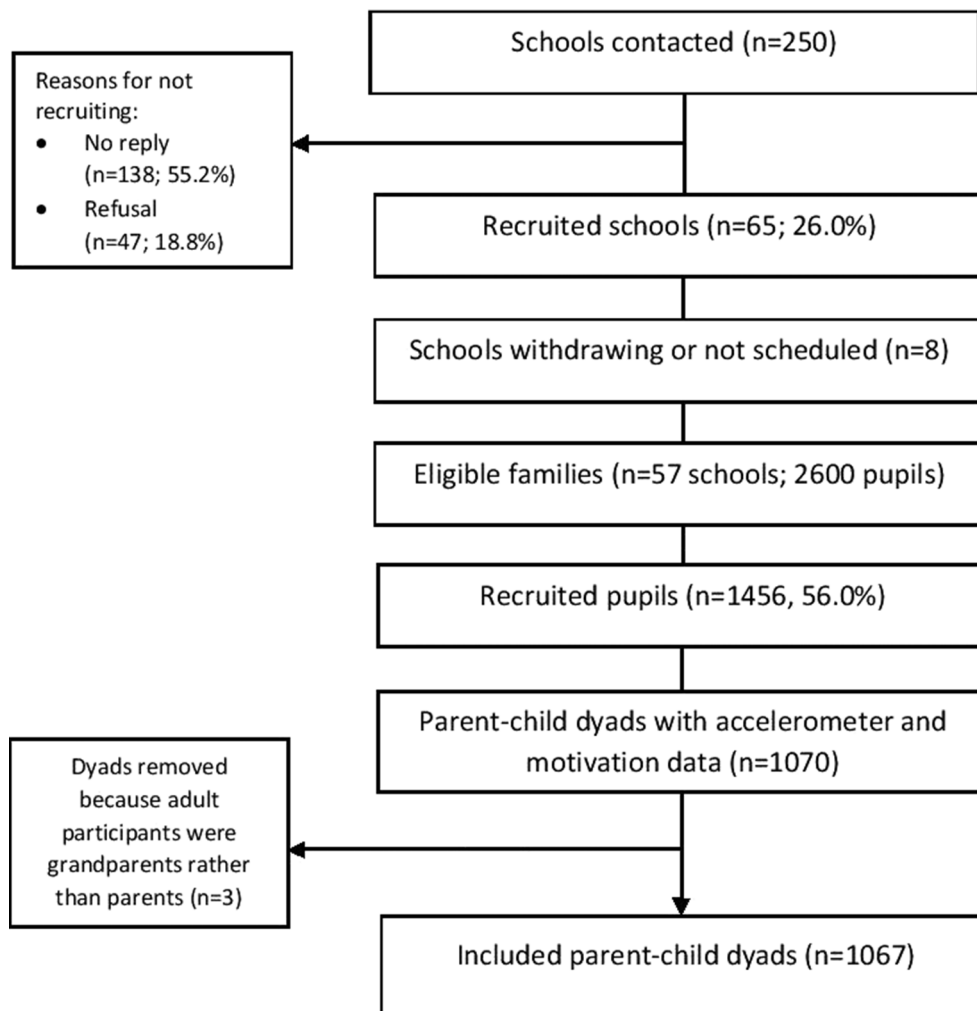 Schools contacted (n=250)
Reasons for not
recruiting:
• No reply
(n=138; 55.2%)
• Refusal
(n=47; 18.8%)
Recruited schools (n=65; 26.0%)
Schools withdrawing or not scheduled (n=8)
Eligible families (n=57 schools; 2600 pupils)
Recruited pupils (n=1456, 56.0%)
Parent-child dyads with accelerometer and
motivation data (n=1070)
Dyads removed
because adult
participants were
grandparents rather
than parents (n=3)
Included parent-child dyads (n=1067)